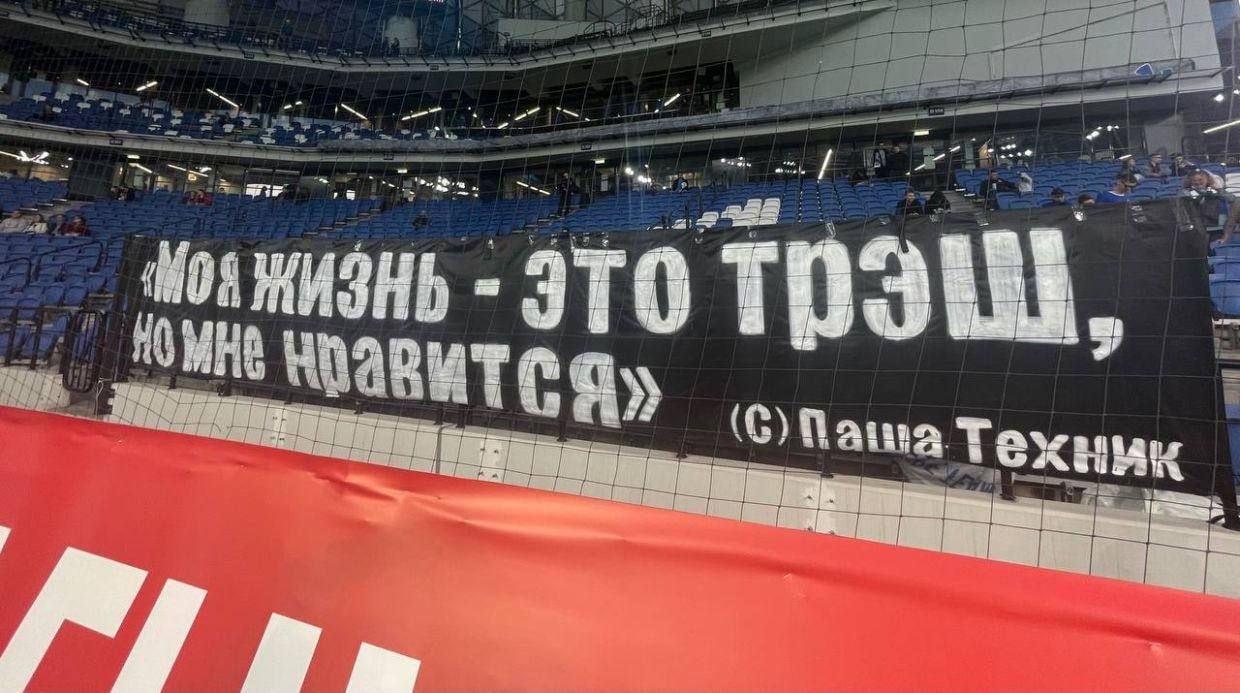 «Моя жизнь - это трэш,
но мне нравится»
(С) Паша Техник